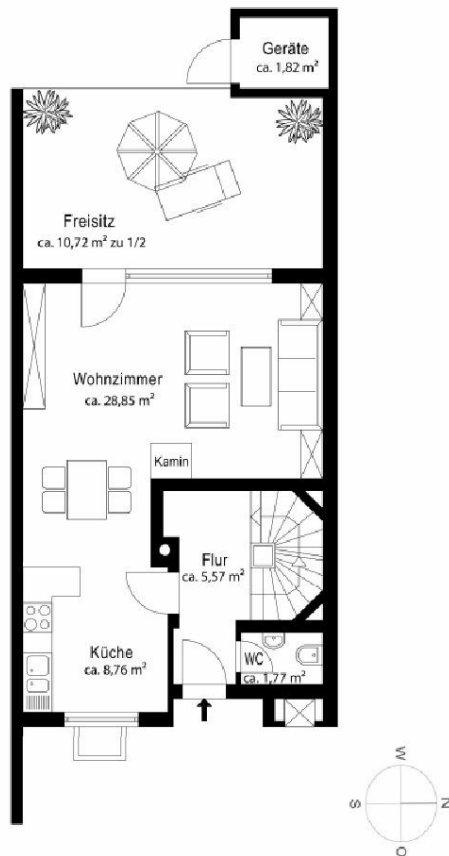 Geräte
ca. 1,82 m²
Freisitz
ca. 10,72 m² zu 1/2
Wohnzimmer
ca. 28,85 m²
Kamin
Flur
ca. 5,57 m²
Küche
ca. 8,76 m²
WC
ca. 1,77 m²
W
S
N
O